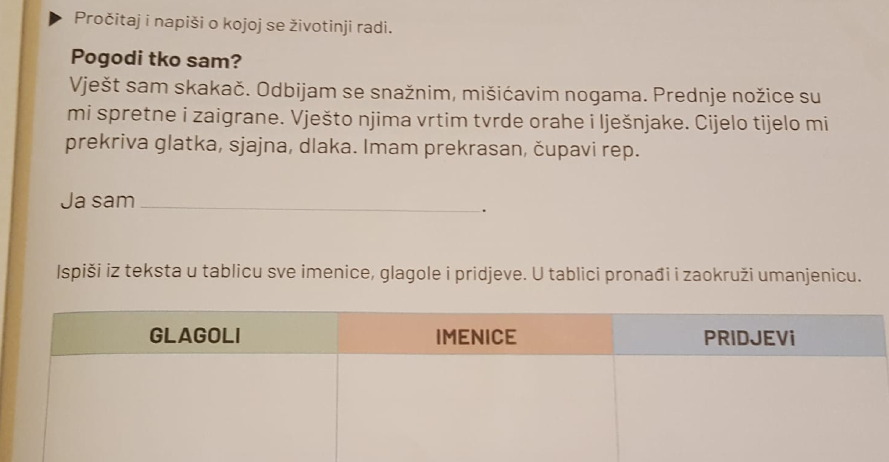 ▶ Pročitaj i napiši o kojoj se životinji radi.
Pogodi tko sam?
Vješt sam skakač. Odbijam se snažnim, mišićavim nogama. Prednje nožice su
mi spretne i zaigrane. Vješto njima vrtim tvrde orahe i lješnjake. Cijelo tijelo mi
prekriva glatka, sjajna, dlaka. Imam prekrasan, čupavi rep.
Ja sam ______________________________.
Ispiši iz teksta u tablicu sve imenice, glagole i pridjeve. U tablici pronađi i zaokruži umanjenicu.
GLAGOLI IMENICE PRIDJEVi